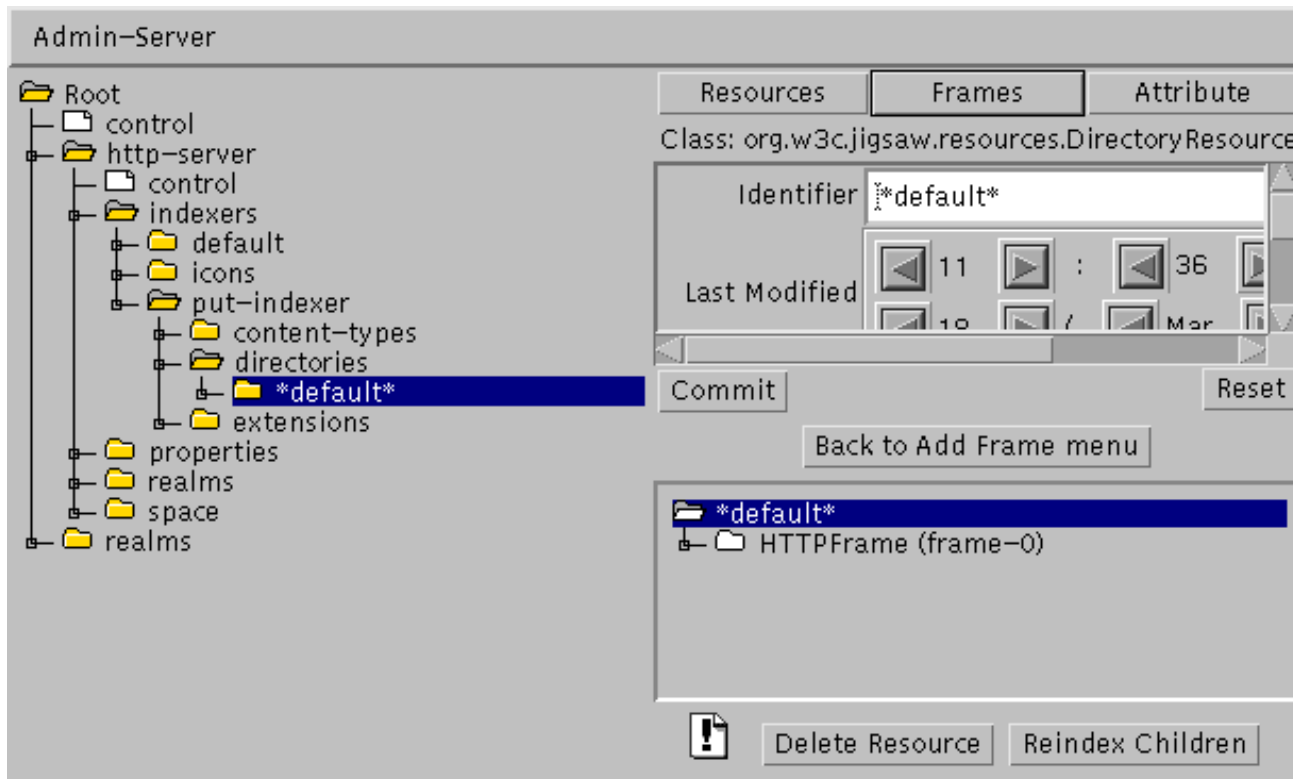 Admin-Server
Root
control
http-server
control
indexers
default
icons
put-indexer
content-types
directories
*default*
extensions
properties
realms
space
realms
Resources Frames Attribute
Class: org.w3c.jigsaw.resources.DirectoryResource
Identifier *default*
Last Modified 11 : 36
/ Mar
Commit Reset
Back to Add Frame menu
*default*
HTTPFrame (frame-0)
Delete Resource Reindex Children